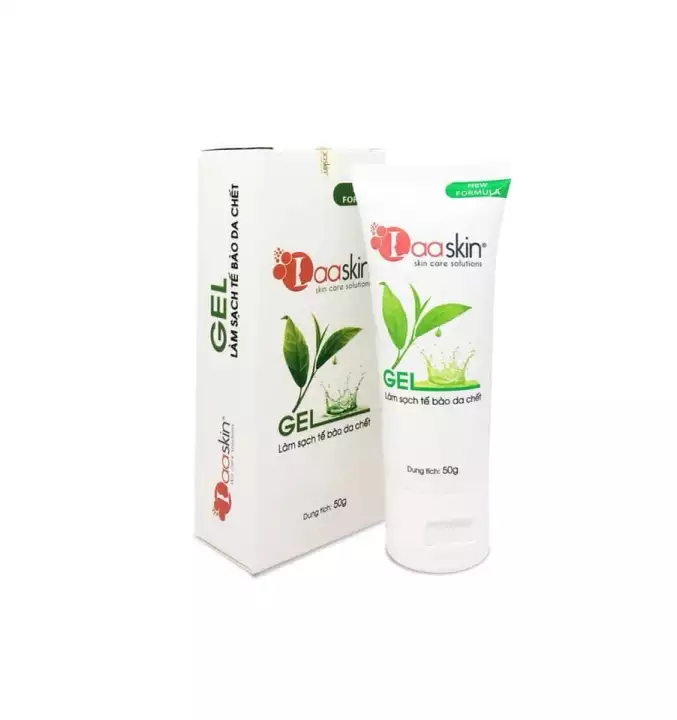 GEL
LÀM SẠCH TẾ BÀO DA CHẾT
Laaskin®
FOR
Laaskin
skin care solutions
GEL
Làm sạch tế bào da chết
Dung tích: 50g
NEW
FORMULA
Laaskin®
skin care solutions
GEL
Làm sạch tế bào da chết
Dung tích: 50g